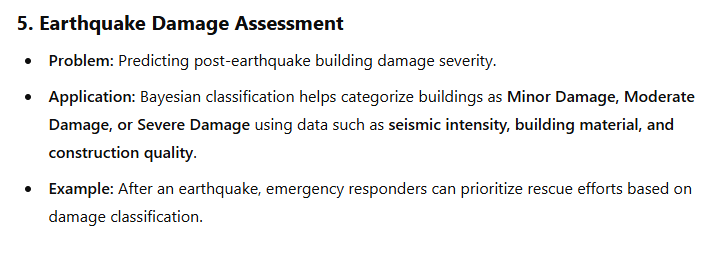 5. Earthquake Damage Assessment
• Problem: Predicting post-earthquake building damage severity.
• Application: Bayesian classification helps categorize buildings as Minor Damage, Moderate
Damage, or Severe Damage using data such as seismic intensity, building material, and
construction quality.
• Example: After an earthquake, emergency responders can prioritize rescue efforts based on
damage classification.